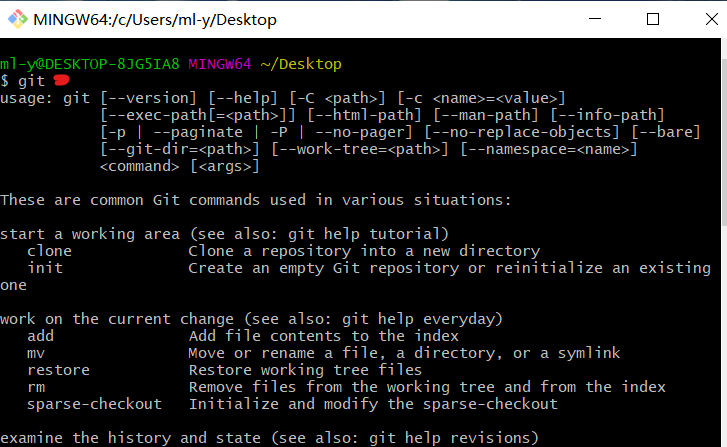 MINGW64:/c/Users/ml-y/Desktop
ml-y@DESKTOP-8JG5IA8 MINGW64 ~/Desktop
$ git
usage: git [--version] [--help] [-C <path>] [-c <name>=<value>]
[--exec-path[=<path>]] [--html-path] [--man-path] [--info-path]
[-p | --paginate | -P | --no-pager] [--no-replace-objects] [--bare]
[--git-dir=<path>] [--work-tree=<path>] [--namespace=<name>]
<command> [<args>]
These are common Git commands used in various situations:
start a working area (see also: git help tutorial)
clone Clone a repository into a new directory
init Create an empty Git repository or reinitialize an existing
one
work on the current change (see also: git help everyday)
add Add file contents to the index
mv Move or rename a file, a directory, or a symlink
restore Restore working tree files
rm Remove files from the working tree and from the index
sparse-checkout Initialize and modify the sparse-checkout
examine the history and state (see also: git help revisions)